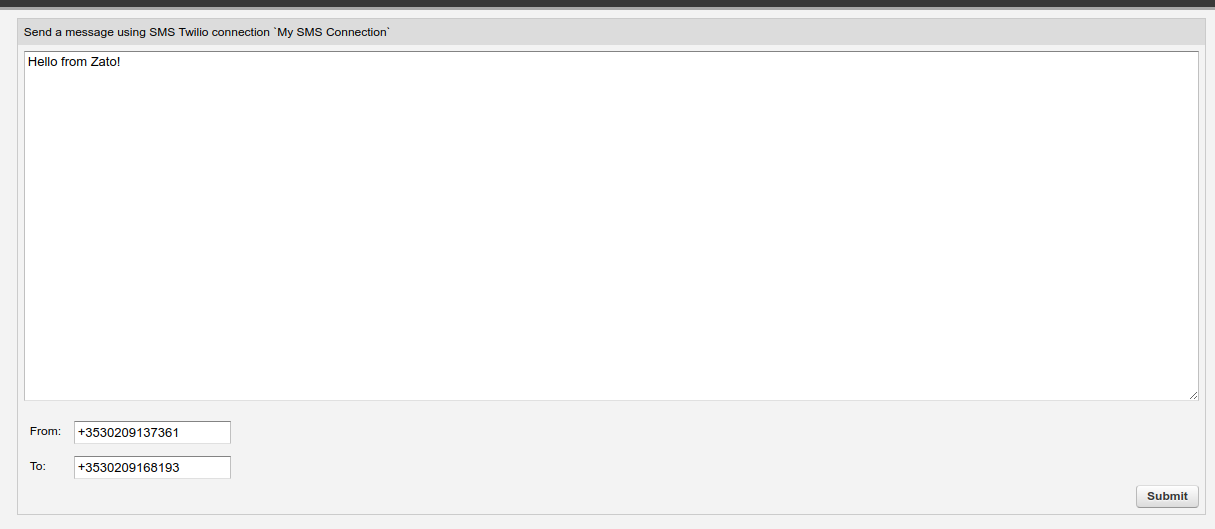 Send a message using SMS Twilio connection `My SMS Connection`
Hello from Zato!
From: +3530209137361
To: +3530209168193
Submit